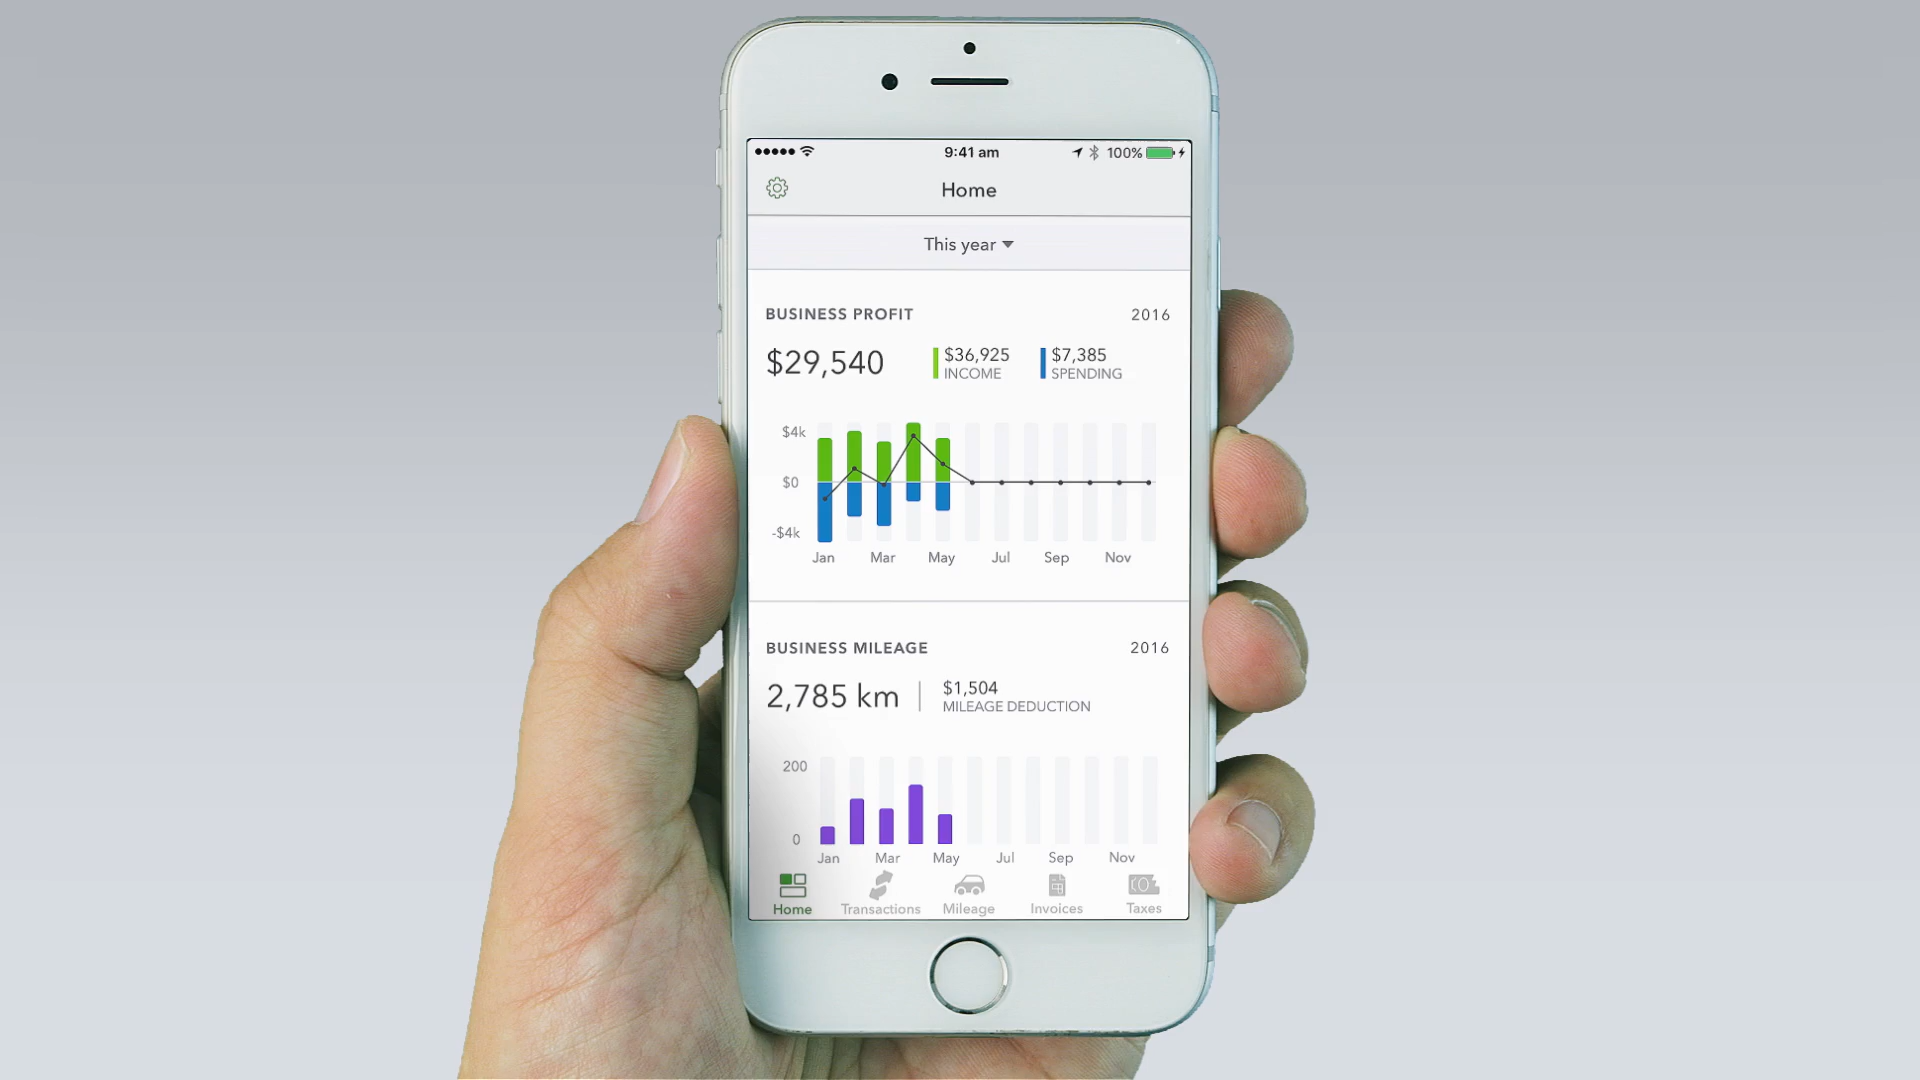 9:41 am
100%
Home
This year
BUSINESS PROFIT 2016
$29,540
$36,925
INCOME
$7,385
SPENDING
$4k
$0
-$4k
Jan Mar May Jul Sep Nov
BUSINESS MILEAGE 2016
2,785 km
$1,504
MILEAGE DEDUCTION
200
0
Jan Mar May Jul Sep Nov
Home Transactions Mileage Invoices Taxes